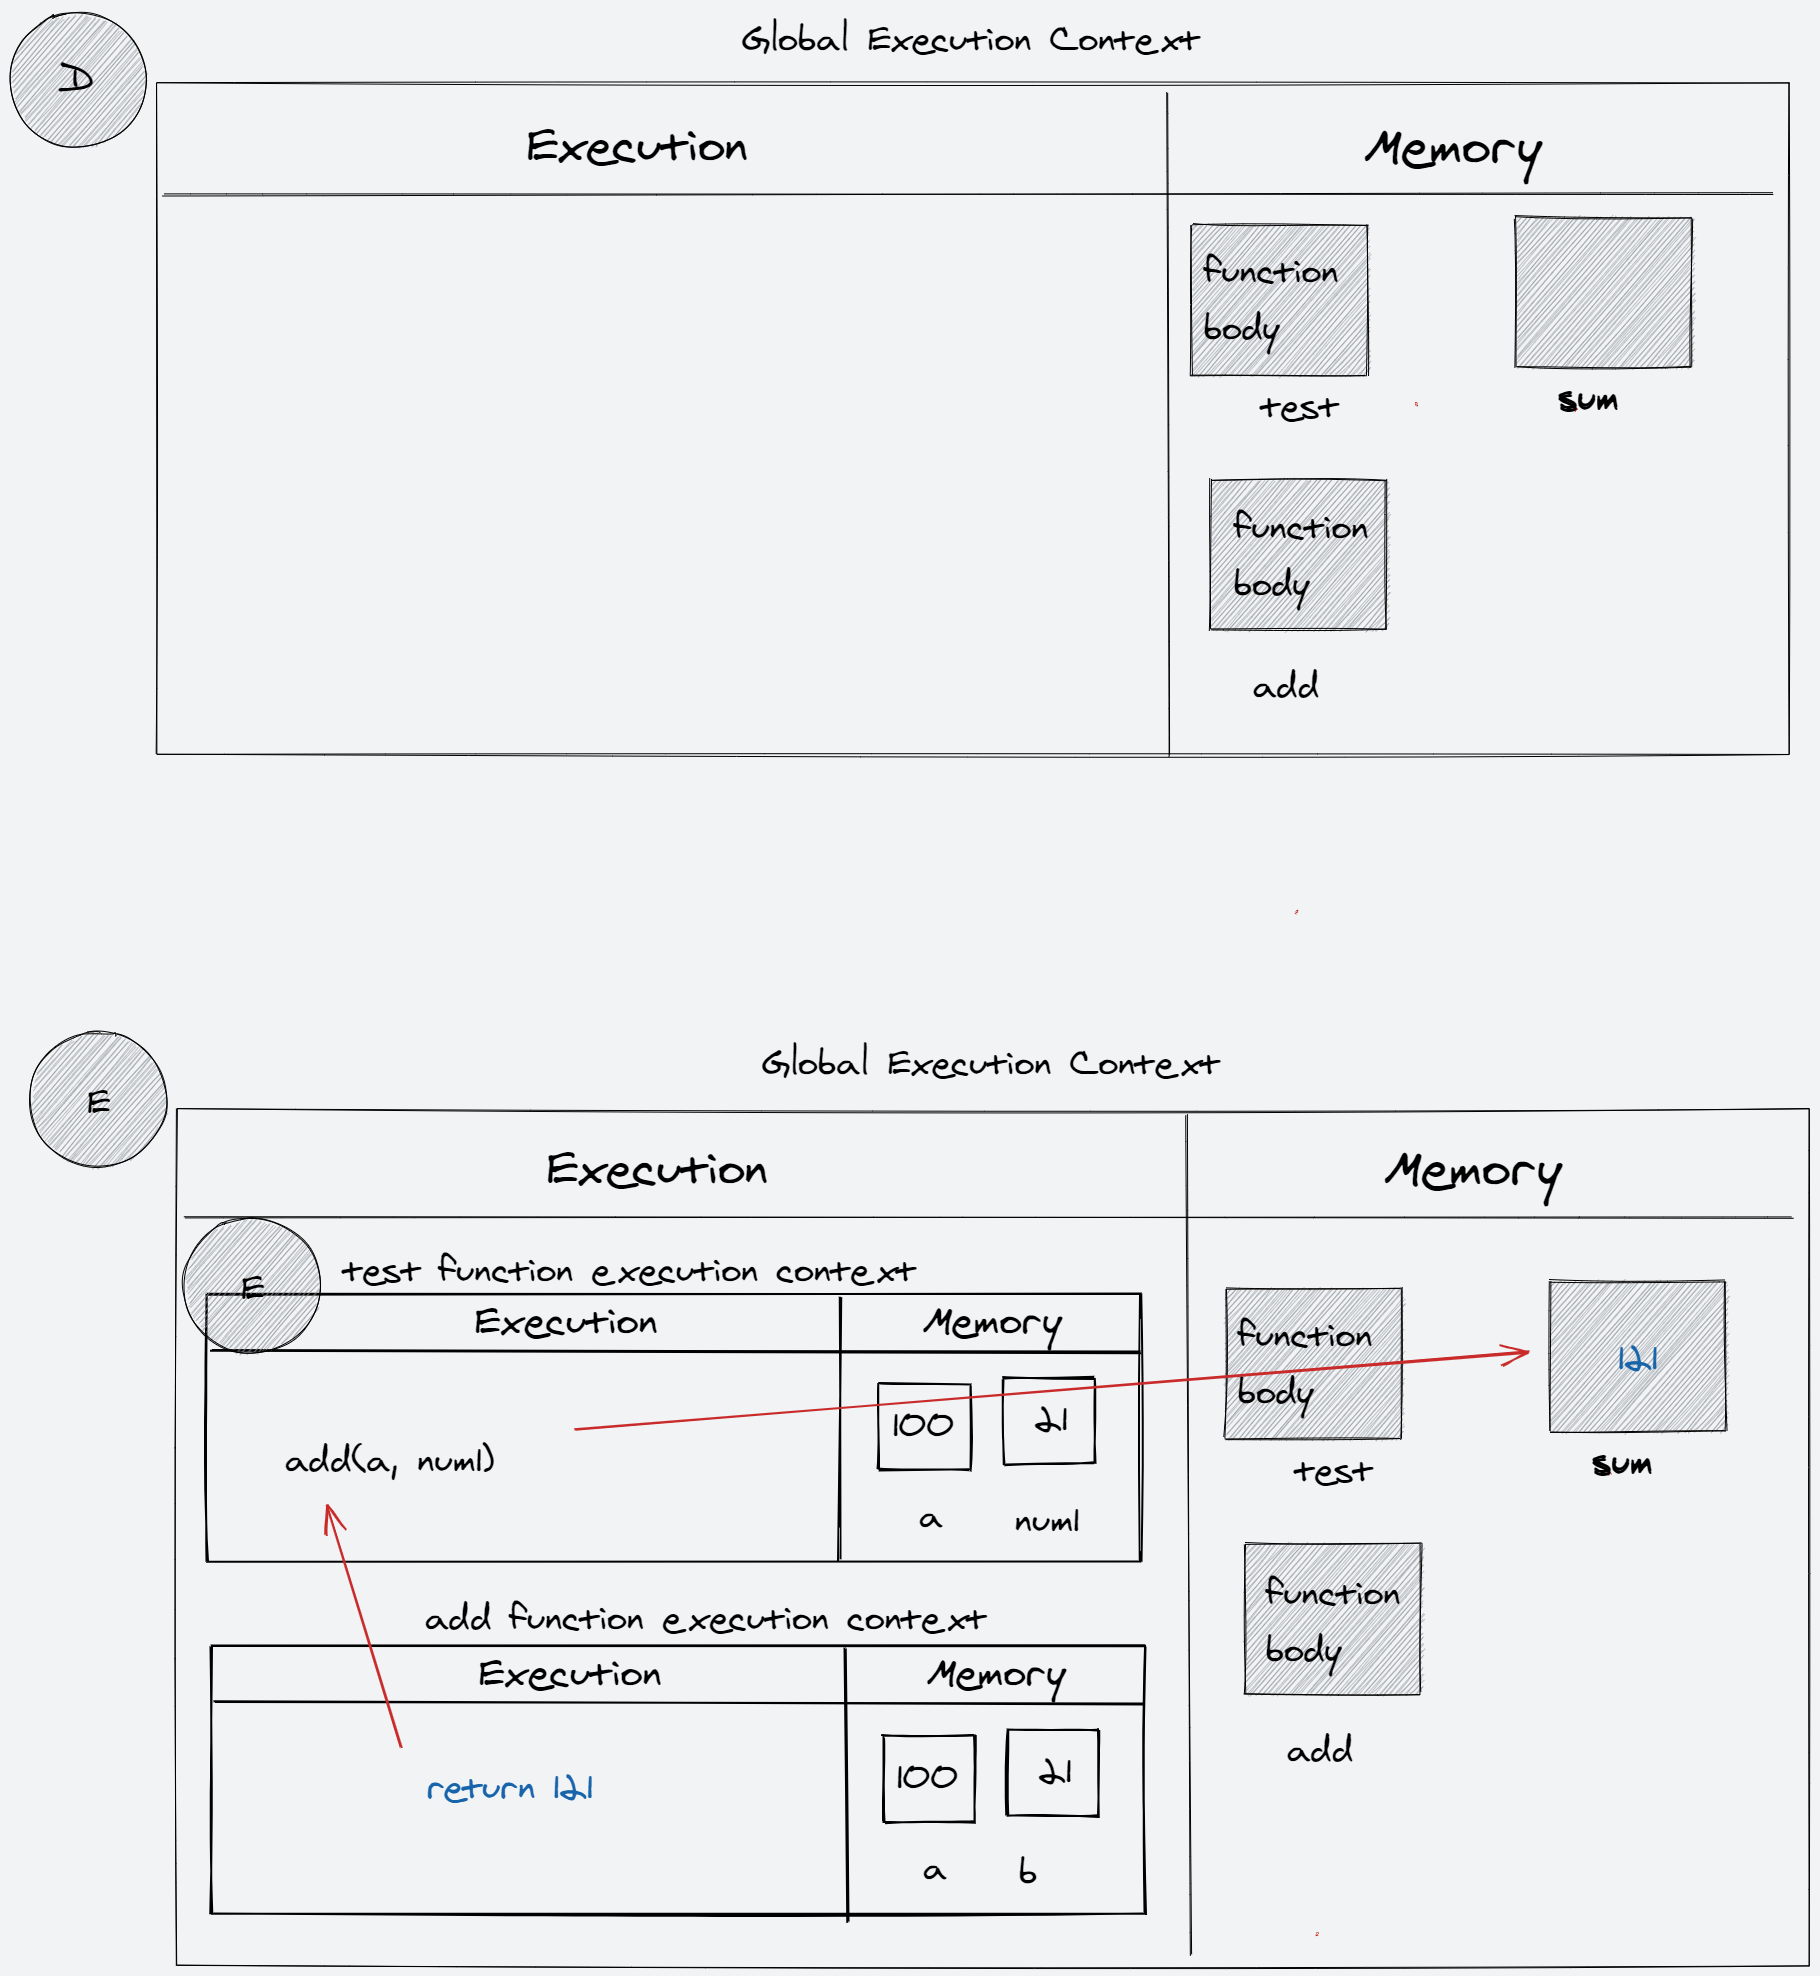 D
Global Execution Context
Execution
Memory
function
body
test
sum
function
body
add
E
Global Execution Context
Execution
Memory
E
test function execution context
Execution
Memory
add(a, num1)
100
21
a
num1
function
body
test
121
sum
add function execution context
Execution
Memory
return 121
100
21
a
b
function
body
add